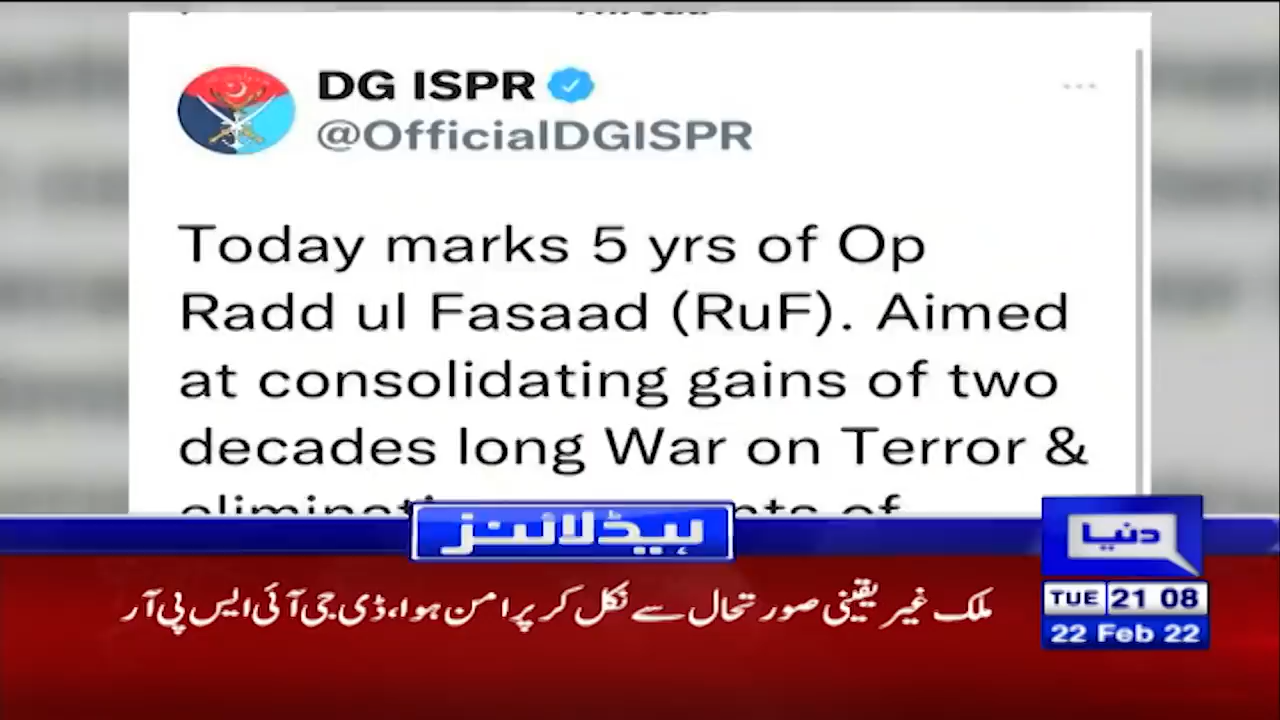 DG ISPR
@OfficialDGISPR
Today marks 5 yrs of Op
Radd ul Fasaad (RuF). Aimed
at consolidating gains of two
decades long War on Terror &
of
ہیڈلائنز
دنیا
ملک غیر یقینی صورتحال سے نکل کر پرامن ہوا، ڈی جی آئی ایس پی آر
TUE 21 08
22 Feb 22